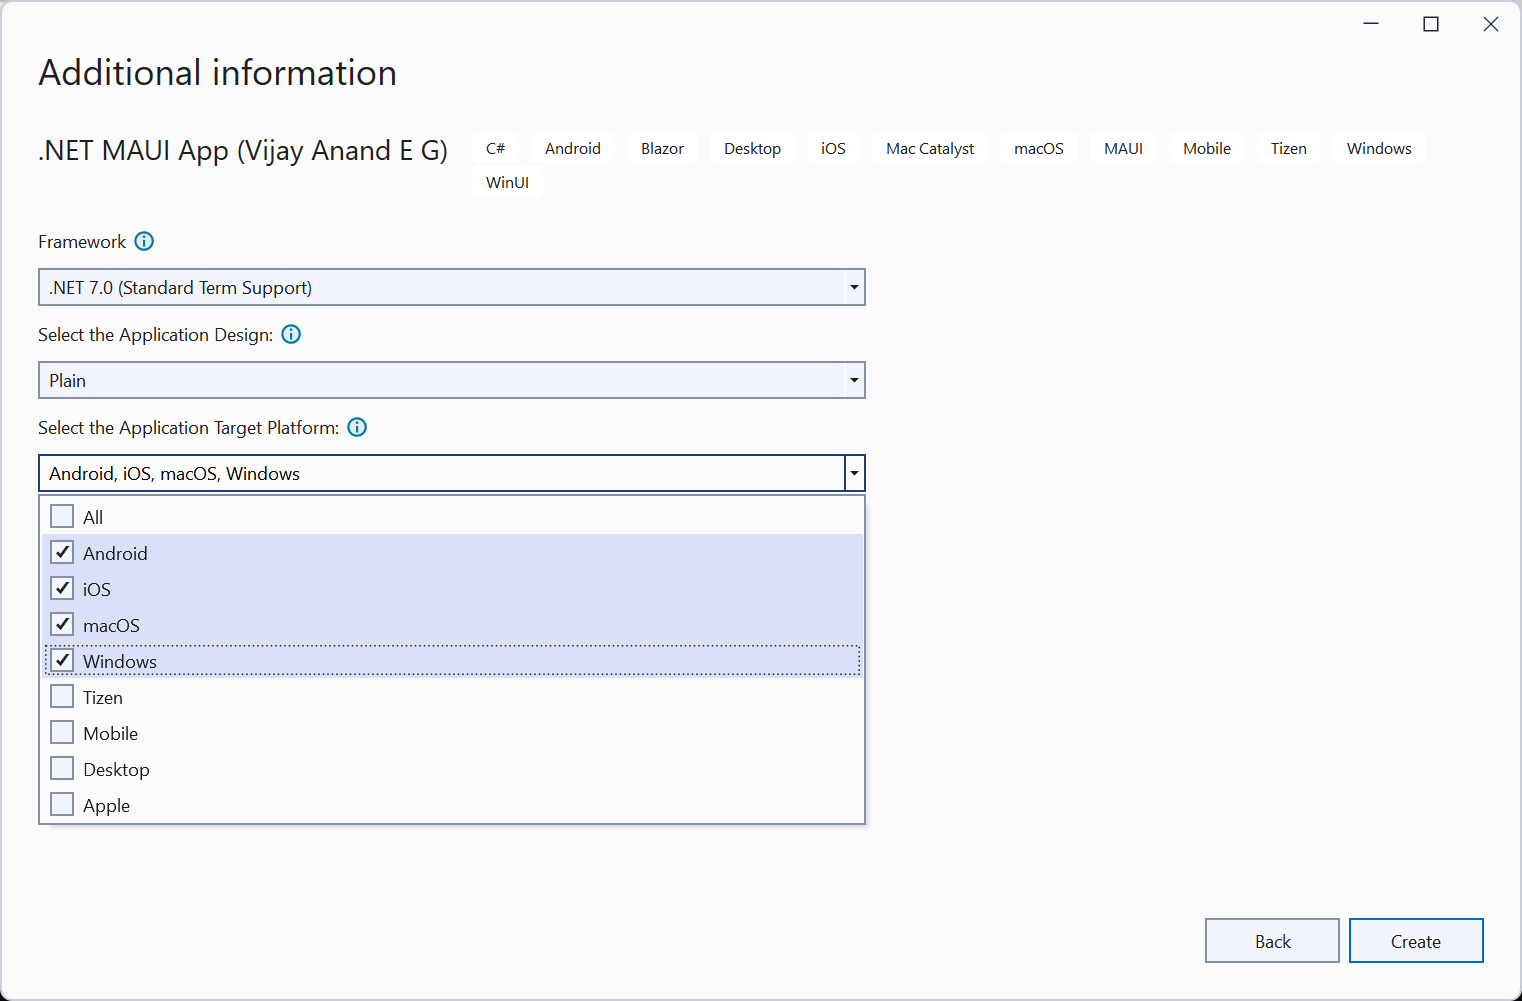 Additional information
.NET MAUI App (Vijay Anand E G) C# Android Blazor Desktop iOS Mac Catalyst macOS MAUI Mobile Tizen Windows
WinUI
Framework
.NET 7.0 (Standard Term Support)
Select the Application Design:
Plain
Select the Application Target Platform:
Android, iOS, macOS, Windows
All
Android
iOS
macOS
Windows
Tizen
Mobile
Desktop
Apple
Back Create